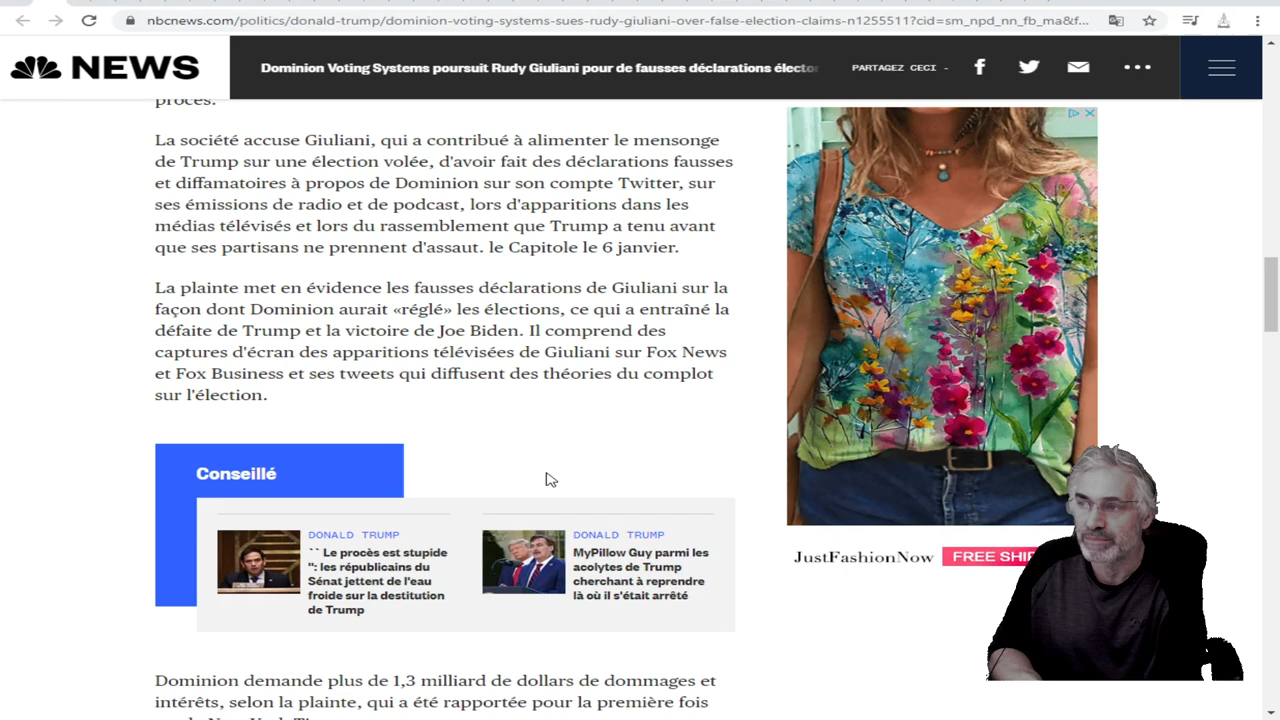 nbcnews.com/politics/donald-trump/dominion-voting-systems-sues-rudy-giuliani-over-false-election-claims-n1255511?cid=sm_npd_nn_fb_ma&f...
NEWS
Dominion Voting Systems poursuit Rudy Giuliani pour de fausses déclarations électo
PARTAGEZ CECI -
procès.
La société accuse Giuliani, qui a contribué à alimenter le mensonge
de Trump sur une élection volée, d'avoir fait des déclarations fausses
et diffamatoires à propos de Dominion sur son compte Twitter, sur
ses émissions de radio et de podcast, lors d'apparitions dans les
médias télévisés et lors du rassemblement que Trump a tenu avant
que ses partisans ne prennent d'assaut. le Capitole le 6 janvier.
La plainte met en évidence les fausses déclarations de Giuliani sur la
façon dont Dominion aurait «réglé» les élections, ce qui a entraîné la
défaite de Trump et la victoire de Joe Biden. Il comprend des
captures d'écran des apparitions télévisées de Giuliani sur Fox News
et Fox Business et ses tweets qui diffusent des théories du complot
sur l'élection.
Conseillé
DONALD TRUMP
`` Le procès est stupide
": les républicains du
Sénat jettent de l'eau
froide sur la destitution
de Trump
DONALD TRUMP
MyPillow Guy parmi les
acolytes de Trump
cherchant à reprendre
là où il s'était arrêté
JustFashionNow
FREE SHI
Dominion demande plus de 1,3 milliard de dollars de dommages et
intérêts, selon la plainte, qui a été rapportée pour la première fois